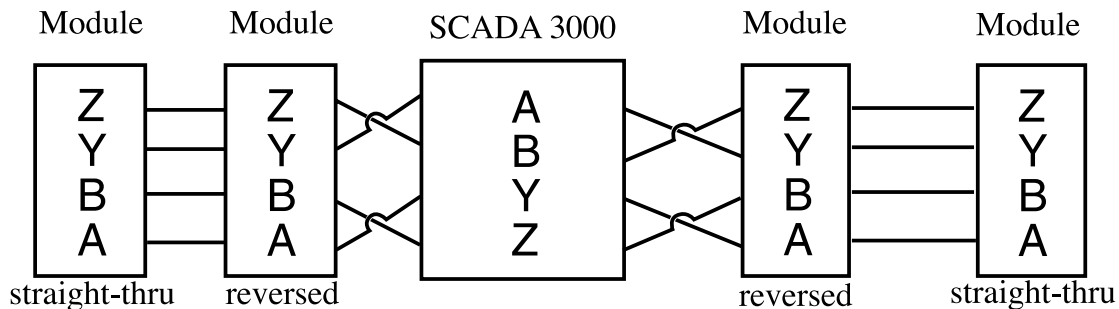 Module Module SCADA 3000 Module Module
Z Z A Z Z
Y Y B Y Y
B B Y B B
A A Z A A
straight-thru reversed reversed straight-thru